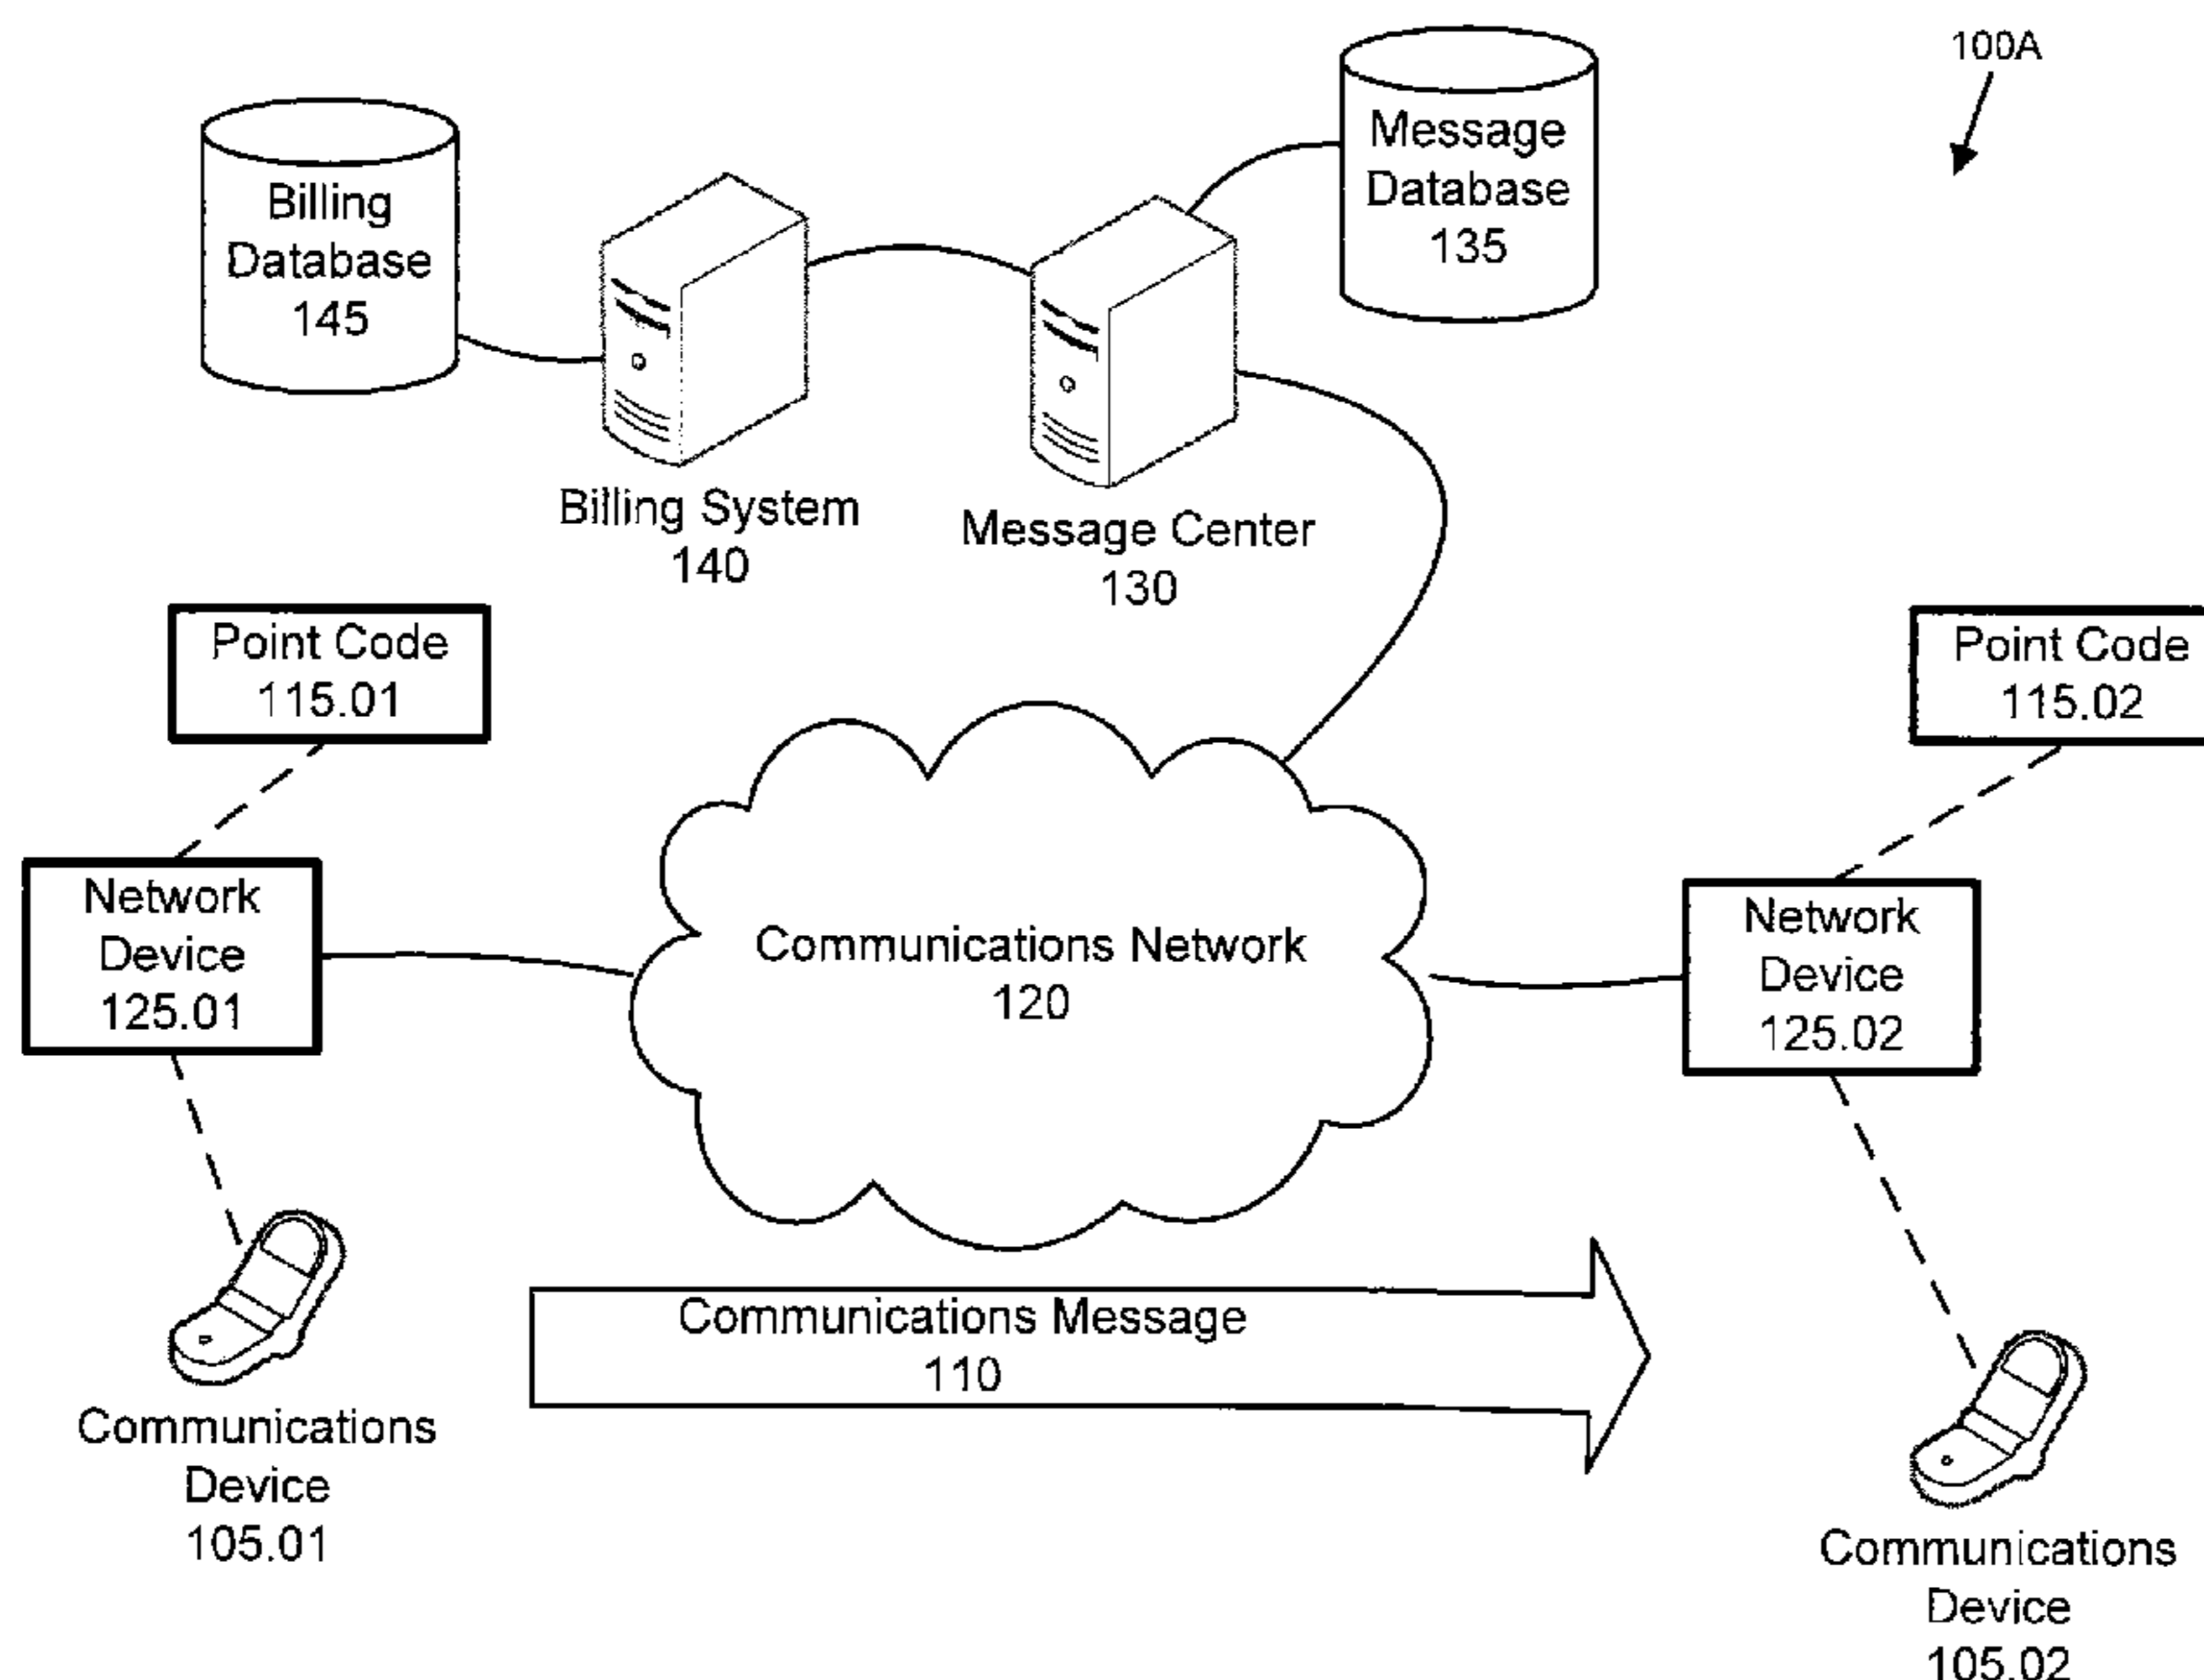 100A
Message
Database
135
Billing
Database
145
Billing System
140
Message Center
130
Point Code
115.01
Point Code
115.02
Network
Device
125.01
Communications Network
120
Network
Device
125.02
Communications Message
110
Communications
Device
105.01
Communications
Device
105.02